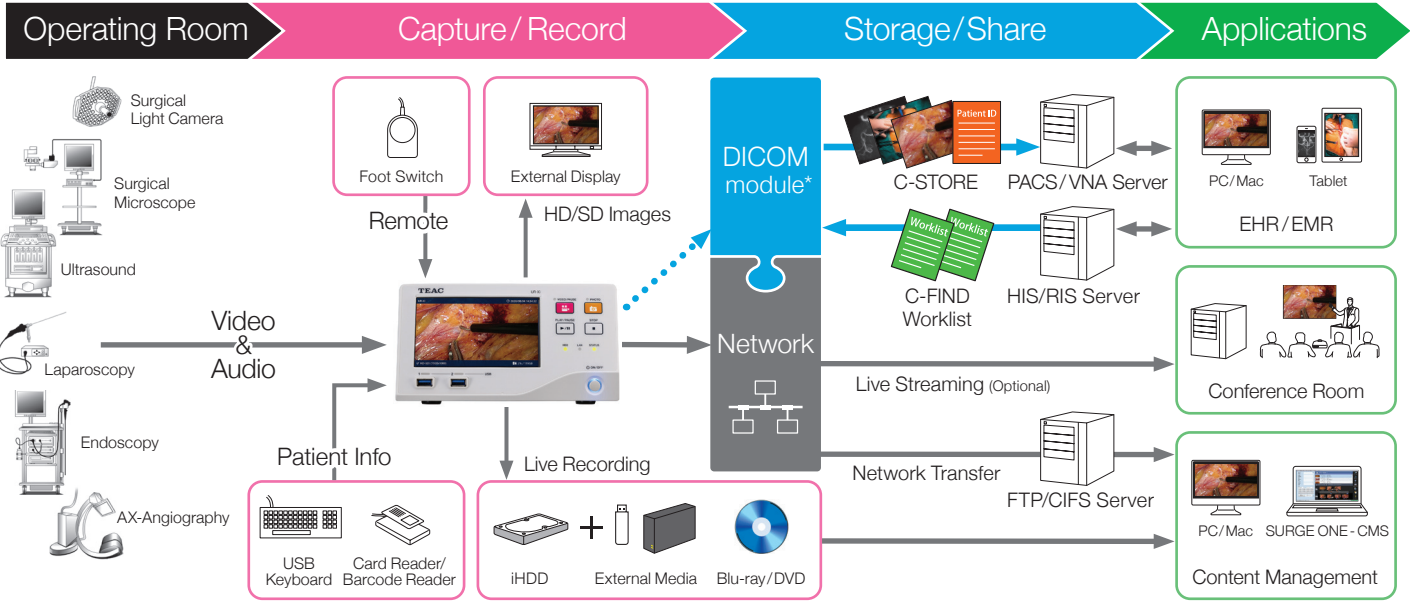 Operating Room
Capture/Record
Storage/Share
Applications
Surgical
Light Camera
Surgical
Microscope
Ultrasound
Laparoscopy
Endoscopy
AX-Angiography
Video
&
Audio
Foot Switch
Remote
External Display
HD/SD Images
TEAC
Patient Info
USB
Keyboard
Card Reader/
Barcode Reader
Live Recording
iHDD
+
External Media
Blu-ray/DVD
DICOM
module*
Network
Patient ID
C-STORE
PACS/VNA Server
Worklist
Worklist
C-FIND
Worklist
HIS/RIS Server
Live Streaming (Optional)
Network Transfer
FTP/CIFS Server
PC/Mac
Tablet
EHR/EMR
Conference Room
PC/Mac
SURGE ONE-CMS
Content Management